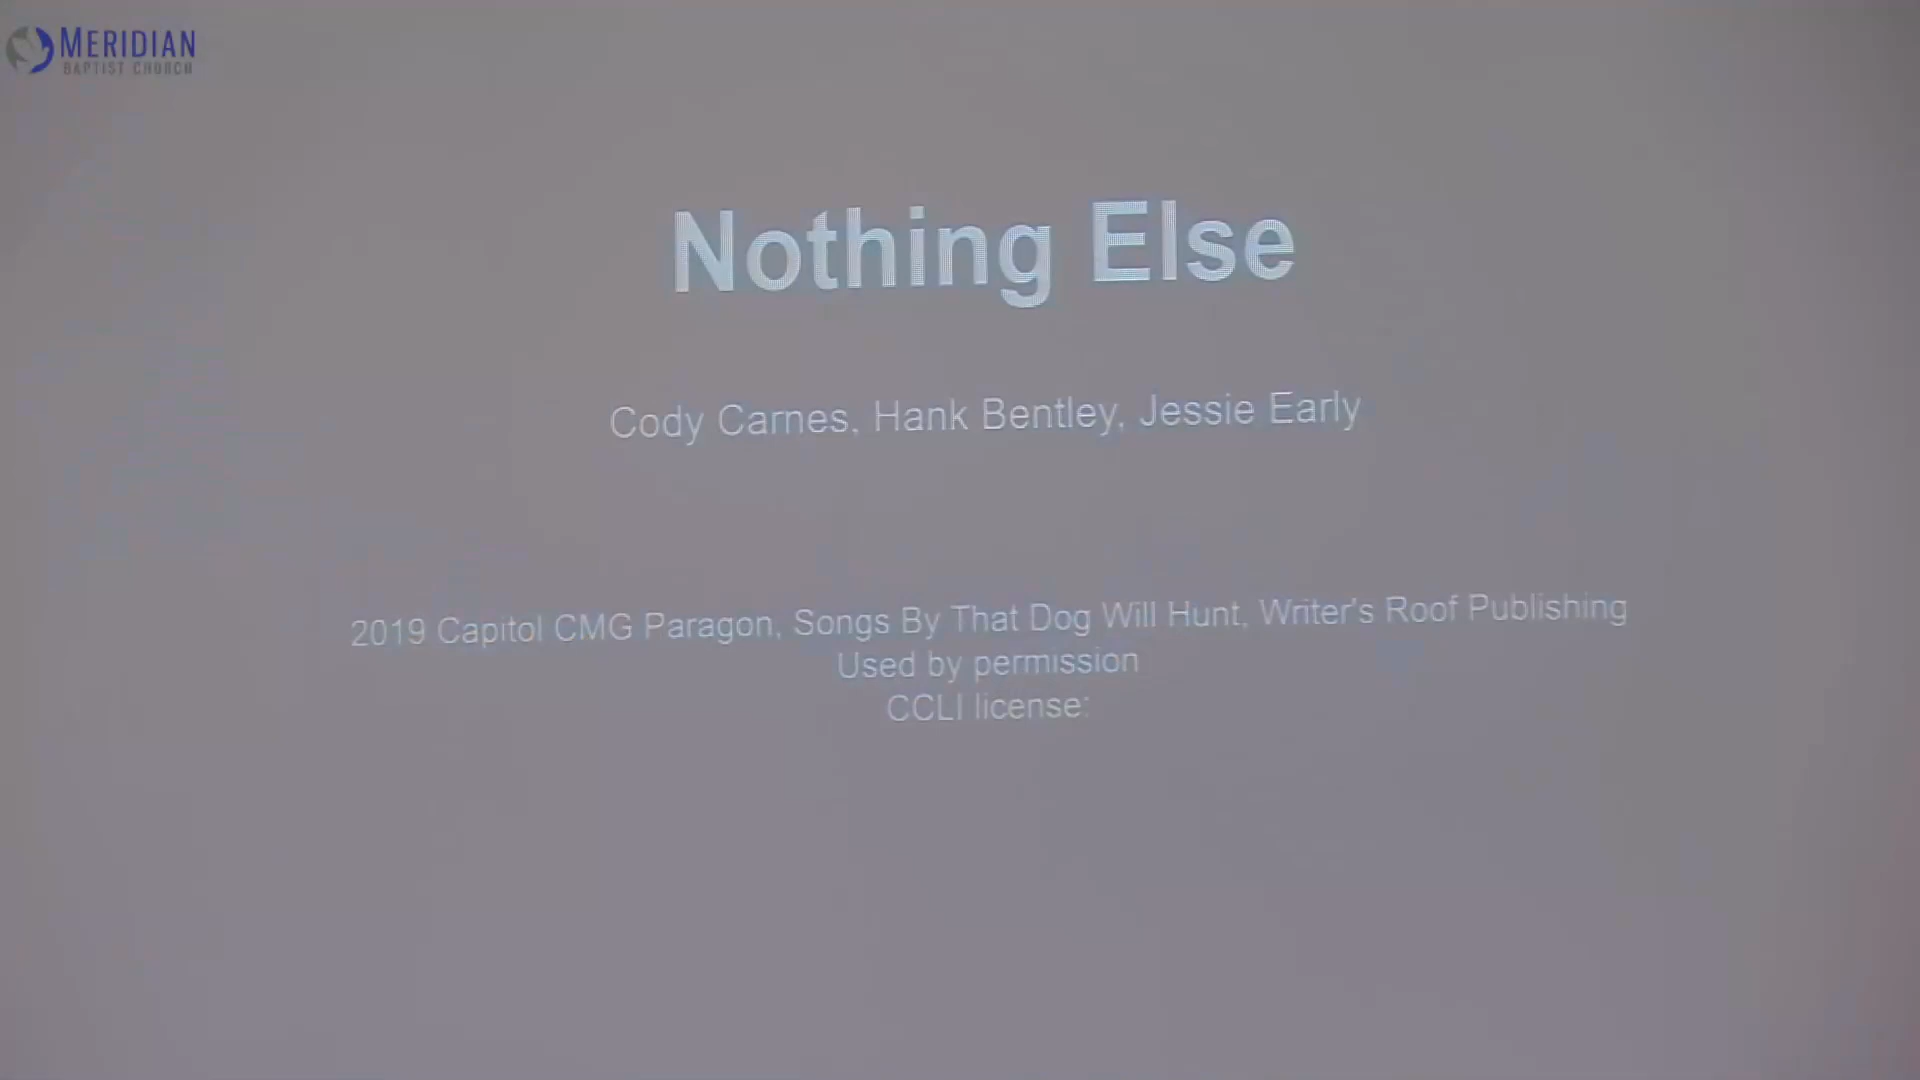 MERIDIAN
BAPTIST CHURCH
Nothing Else
Cody Carnes, Hank Bentley, Jessie Early
2019 Capitol CMG Paragon, Songs By That Dog Will Hunt, Writer's Roof Publishing
Used by permission
CCLI license: